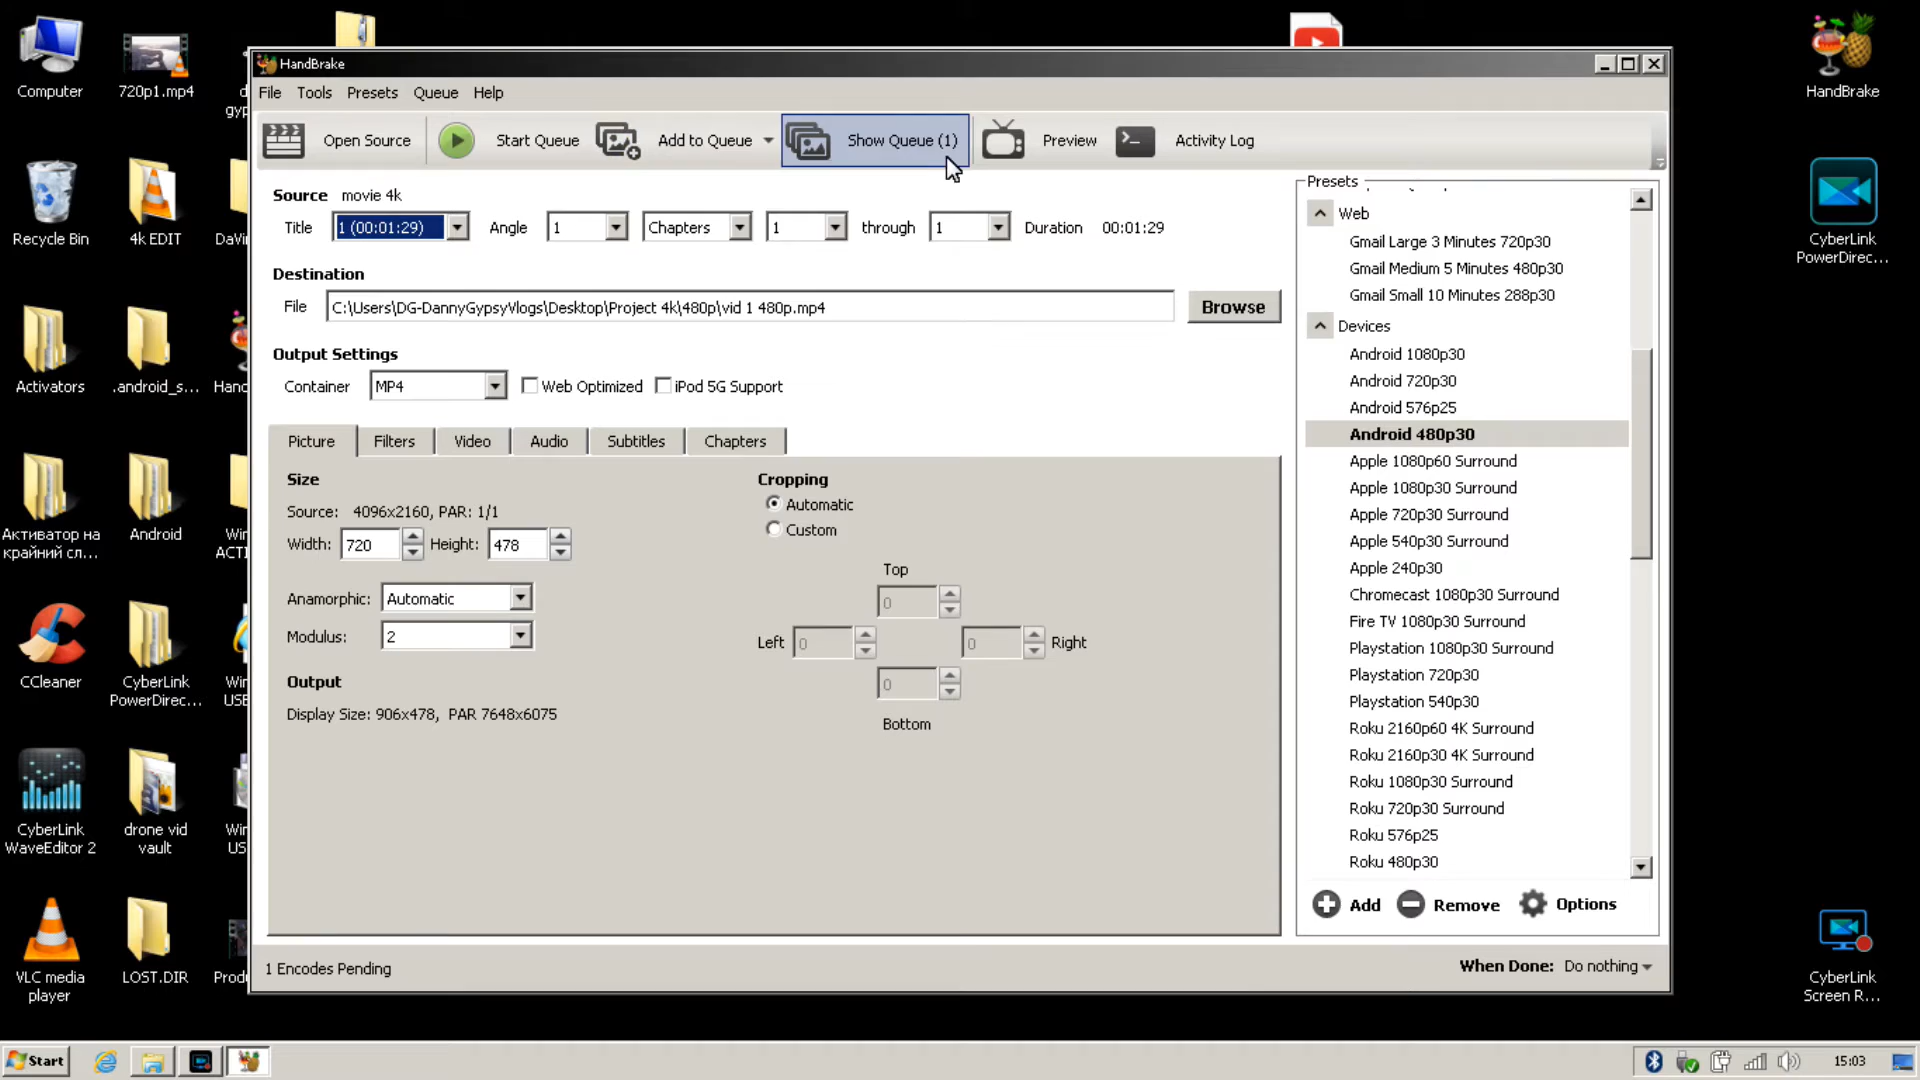 Computer
720p1.mp4
Recycle Bin
4k EDIT
Activators
.android_s...
Активатор на
крайний сл...
Android
CCleaner
CyberLink
PowerDirec...
CyberLink
WaveEditor 2
drone vid
vault
VLC media
player
LOST.DIR
HandBrake
File Tools Presets Queue Help
Open Source Start Queue Add to Queue Show Queue (1) Preview Activity Log
Source movie 4k
Title 1 (00:01:29) Angle 1 Chapters 1 through 1 Duration 00:01:29
Destination
File C:\Users\DG-DannyGypsyVlogs\Desktop\Project 4k\480p\vid 1 480p.mp4 Browse
Output Settings
Container MP4 Web Optimized iPod 5G Support
Picture Filters Video Audio Subtitles Chapters
Size
Source: 4096x2160, PAR: 1/1
Width: 720 Height: 478
Anamorphic: Automatic
Modulus: 2
Output
Display Size: 906x478, PAR 7648x6075
Cropping
Automatic
Custom
Top
0
Left 0 0 Right
0
Bottom
Presets
Web
Gmail Large 3 Minutes 720p30
Gmail Medium 5 Minutes 480p30
Gmail Small 10 Minutes 288p30
Devices
Android 1080p30
Android 720p30
Android 576p25
Android 480p30
Apple 1080p60 Surround
Apple 1080p30 Surround
Apple 720p30 Surround
Apple 540p30 Surround
Apple 240p30
Chromecast 1080p30 Surround
Fire TV 1080p30 Surround
Playstation 1080p30 Surround
Playstation 720p30
Playstation 540p30
Roku 2160p60 4K Surround
Roku 2160p30 4K Surround
Roku 1080p30 Surround
Roku 720p30 Surround
Roku 576p25
Roku 480p30
Add Remove Options
1 Encodes Pending
When Done: Do nothing
HandBrake
CyberLink
PowerDirec...
CyberLink
Screen R...
Start
15:03